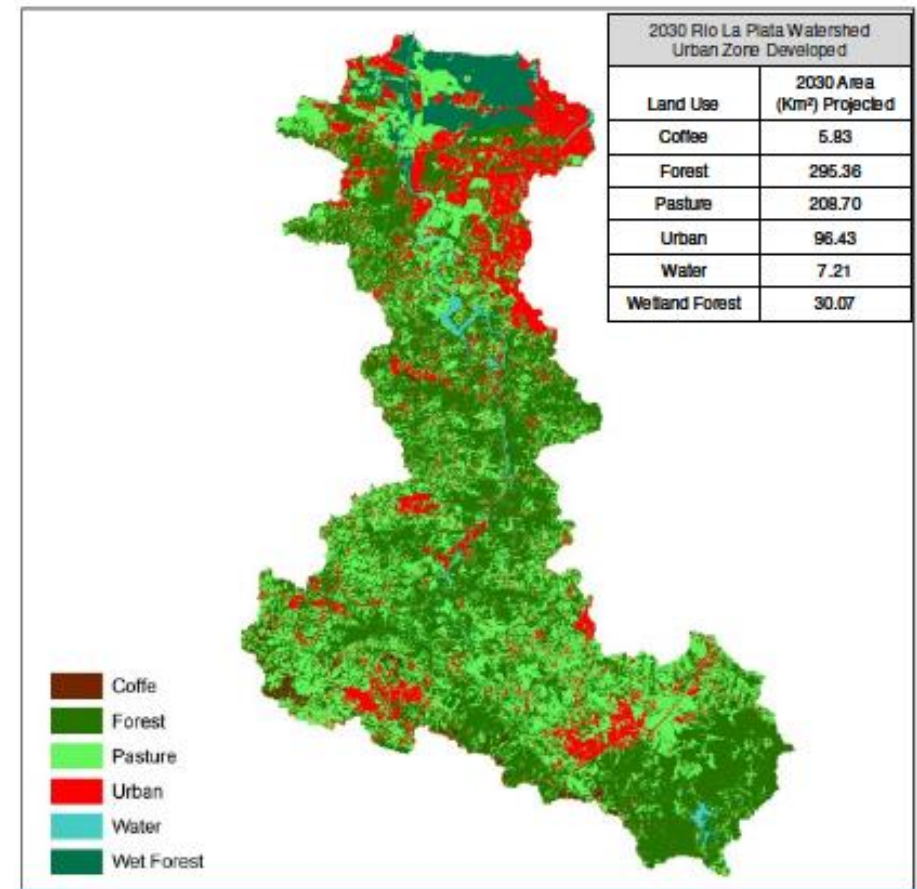 2030 Rio La Plata Watershed
Urban Zone Developed
Land Use 2030 Area (Km²) Projected
Coffee 5.83
Forest 295.36
Pasture 208.70
Urban 96.43
Water 7.21
Wetland Forest 30.07
Coffe
Forest
Pasture
Urban
Water
Wet Forest